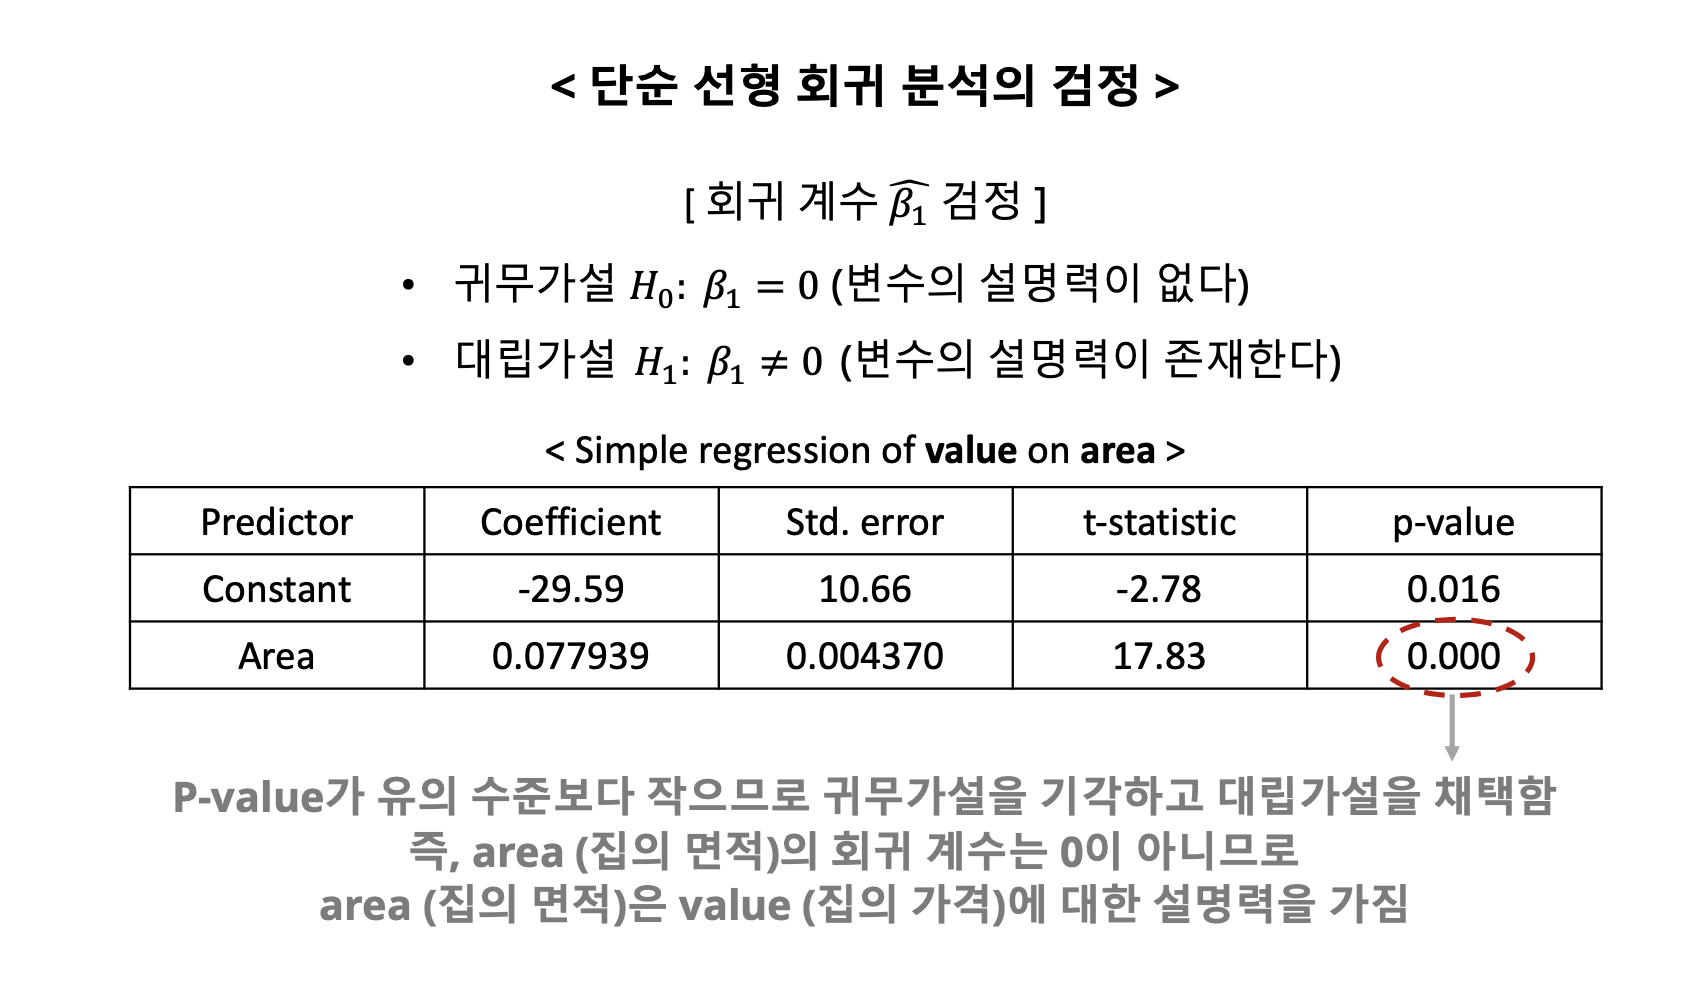 < 단순 선형 회귀 분석의 검정 >
[ 회귀 계수 $\widehat{\beta_1}$ 검정 ]
• 귀무가설 $H_0$: $\beta_1 = 0$ (변수의 설명력이 없다)
• 대립가설 $H_1$: $\beta_1 \neq 0$ (변수의 설명력이 존재한다)
< Simple regression of value on area >
Predictor Coefficient Std. error t-statistic p-value
Constant -29.59 10.66 -2.78 0.016
Area 0.077939 0.004370 17.83 0.000
P-value가 유의 수준보다 작으므로 귀무가설을 기각하고 대립가설을 채택함
즉, area (집의 면적)의 회귀 계수는 0이 아니므로
area (집의 면적)은 value (집의 가격)에 대한 설명력을 가짐